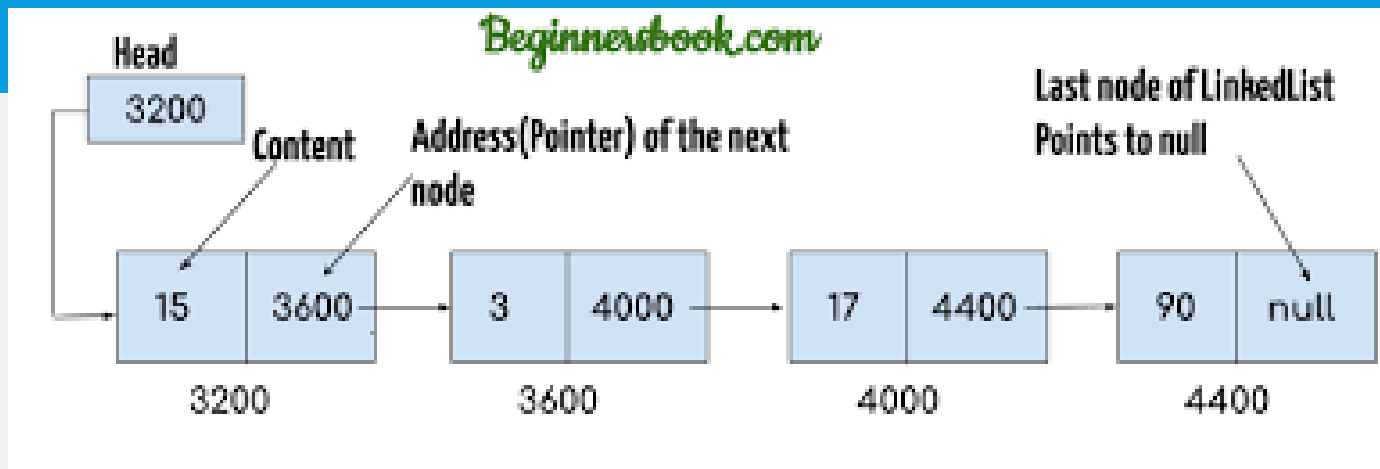 Beginnersbook.com
Head
3200
Content
Address(Pointer) of the next
node
Last node of LinkedList
Points to null
15 3600 3 4000 17 4400 90 null
3200 3600 4000 4400